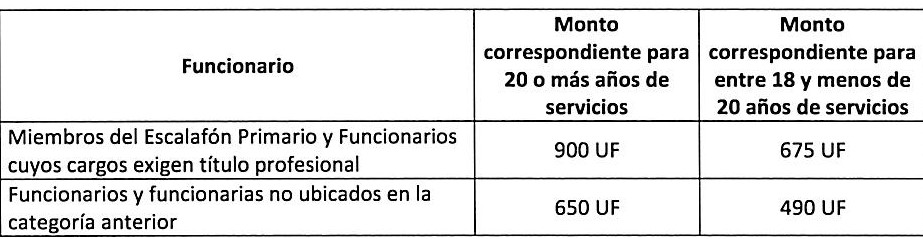 Funcionario
Monto
correspondiente para
20 o más años de
servicios
Monto
correspondiente para
entre 18 y menos de
20 años de servicios
Miembros del Escalafón Primario y Funcionarios
cuyos cargos exigen título profesional
900 UF
675 UF
Funcionarios y funcionarias no ubicados en la
categoría anterior
650 UF
490 UF